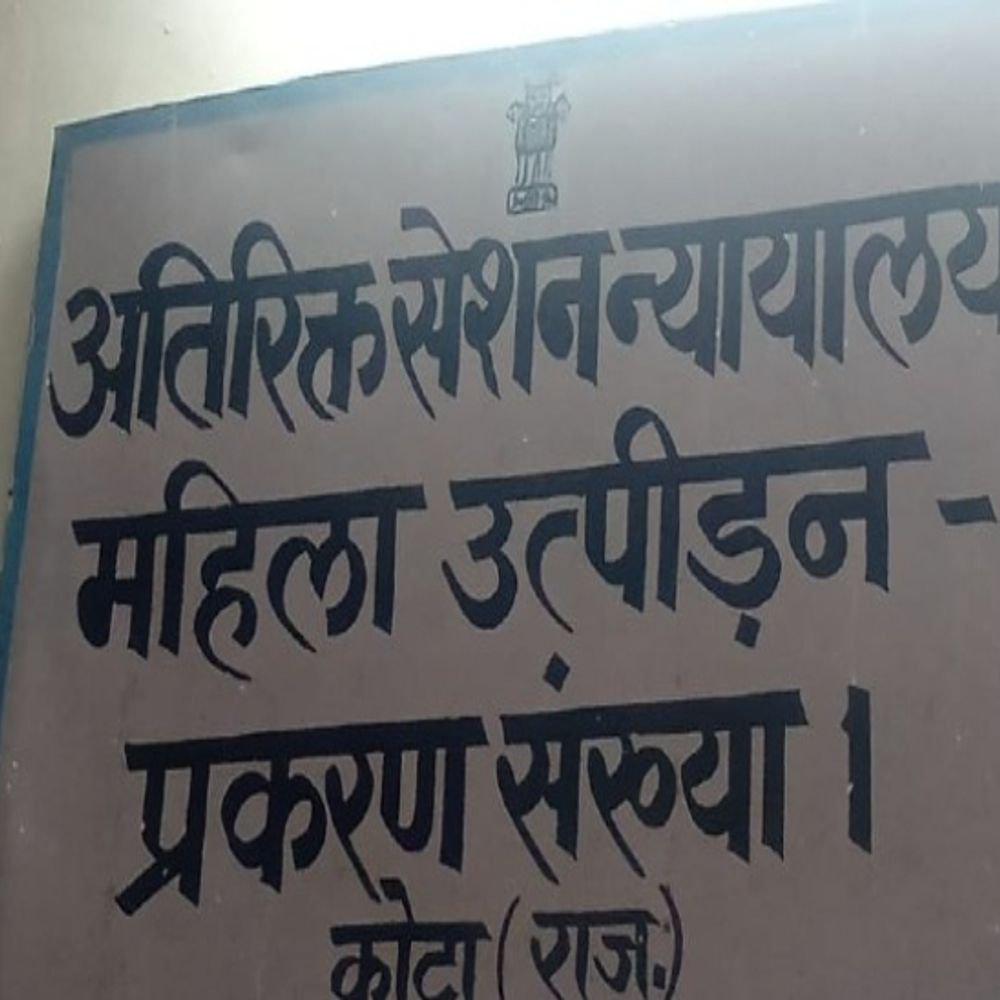 अतिरिक्त सेशन न्यायालय
महिला उत्पीड़न -
प्रकरण संख्या 1
कोटा (राज.)